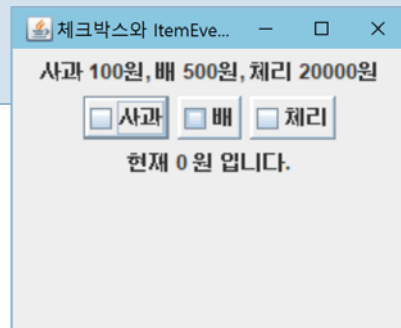 체크박스와 ItemEve...
사과 100원, 배 500원, 체리 20000원
사과 배 체리
현재 0 원 입니다.